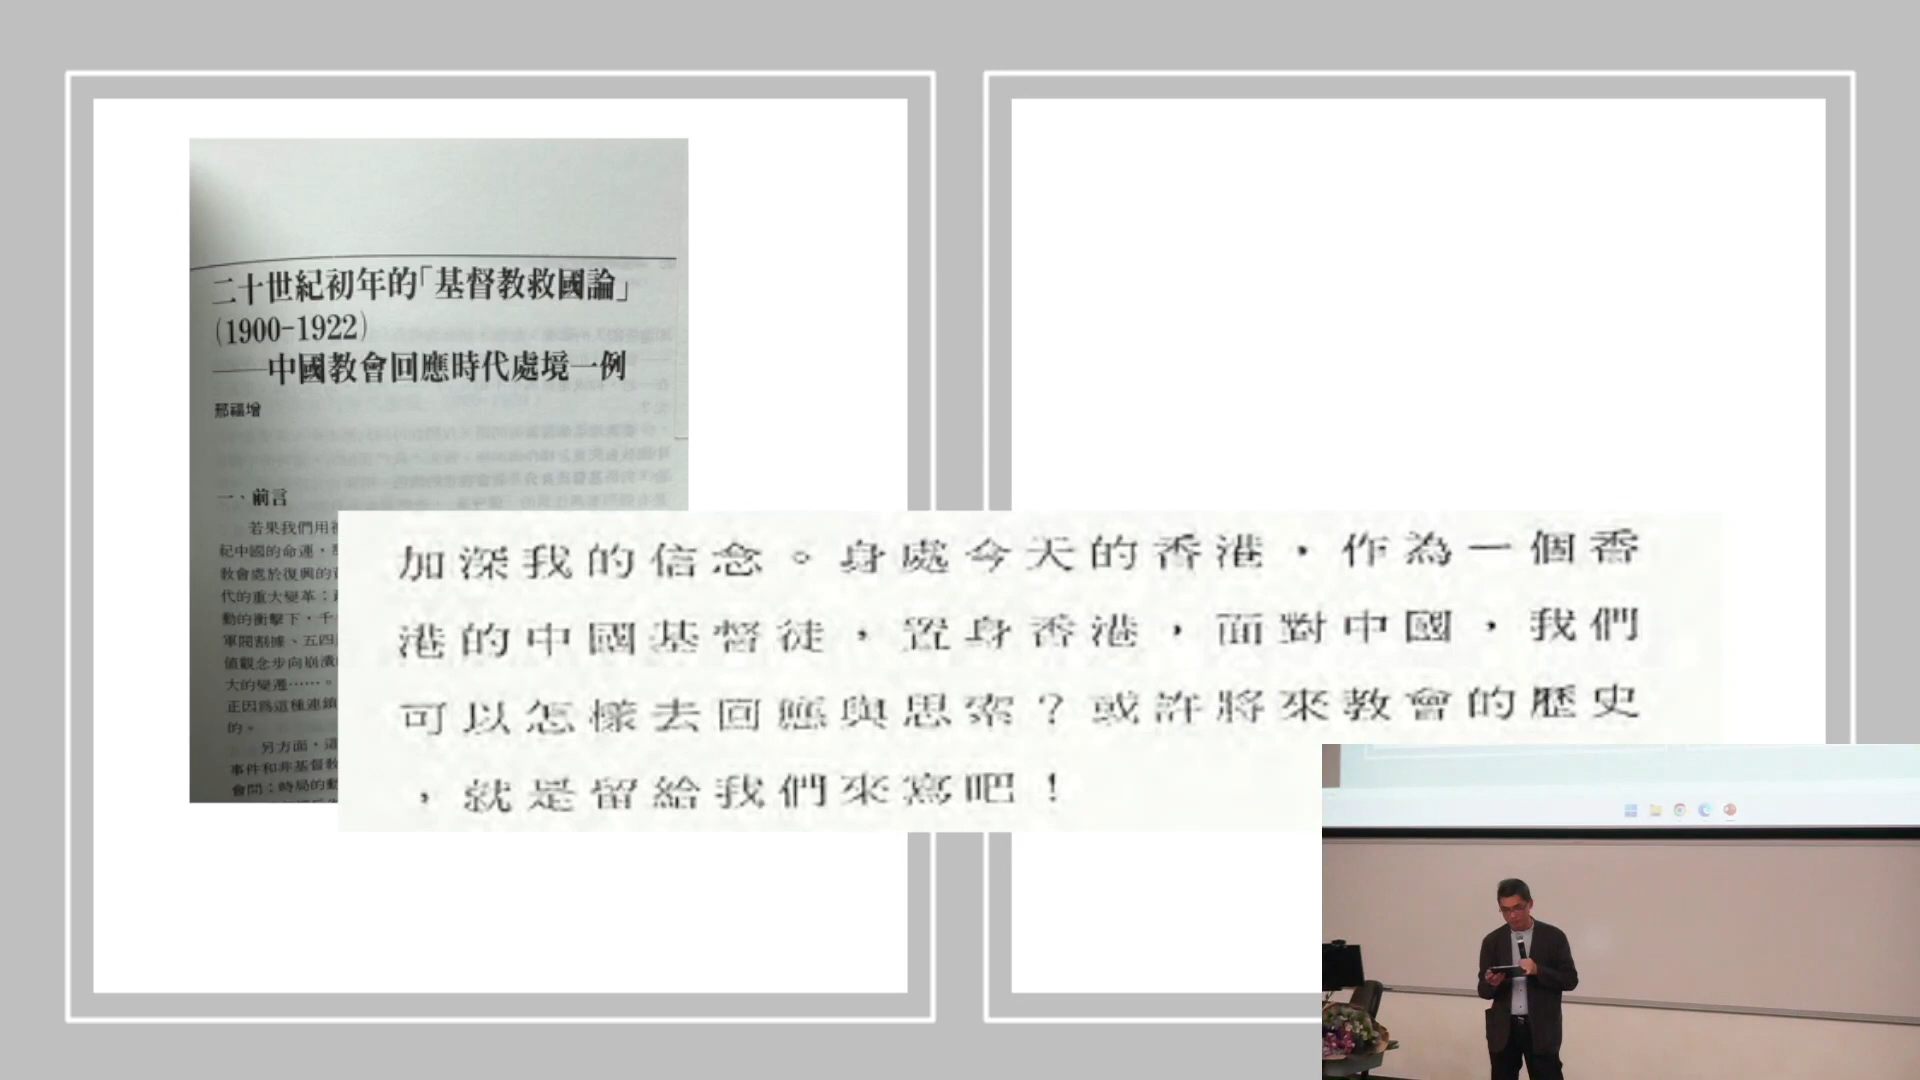 二十世紀初年的「基督教救國論」
(1900-1922)
——中國教會回應時代處境一例
邢福增
一、前言
若果我們用
紀中國的命運，
教會處於復興的
代的重大變革；
動的衝擊下，千
軍閥割據、五四
值觀念步向崩潰
大的變遷……。
正因爲這種連鎖
的。
另方面，這
事件和非基督教
會問：時局的動
加深我的信念。身處今天的香港，作為一個香
港的中國基督徒，置身香港，面對中國，我們
可以怎樣去回應與思索？或許將來教會的歷史
，就是留給我們來寫吧！